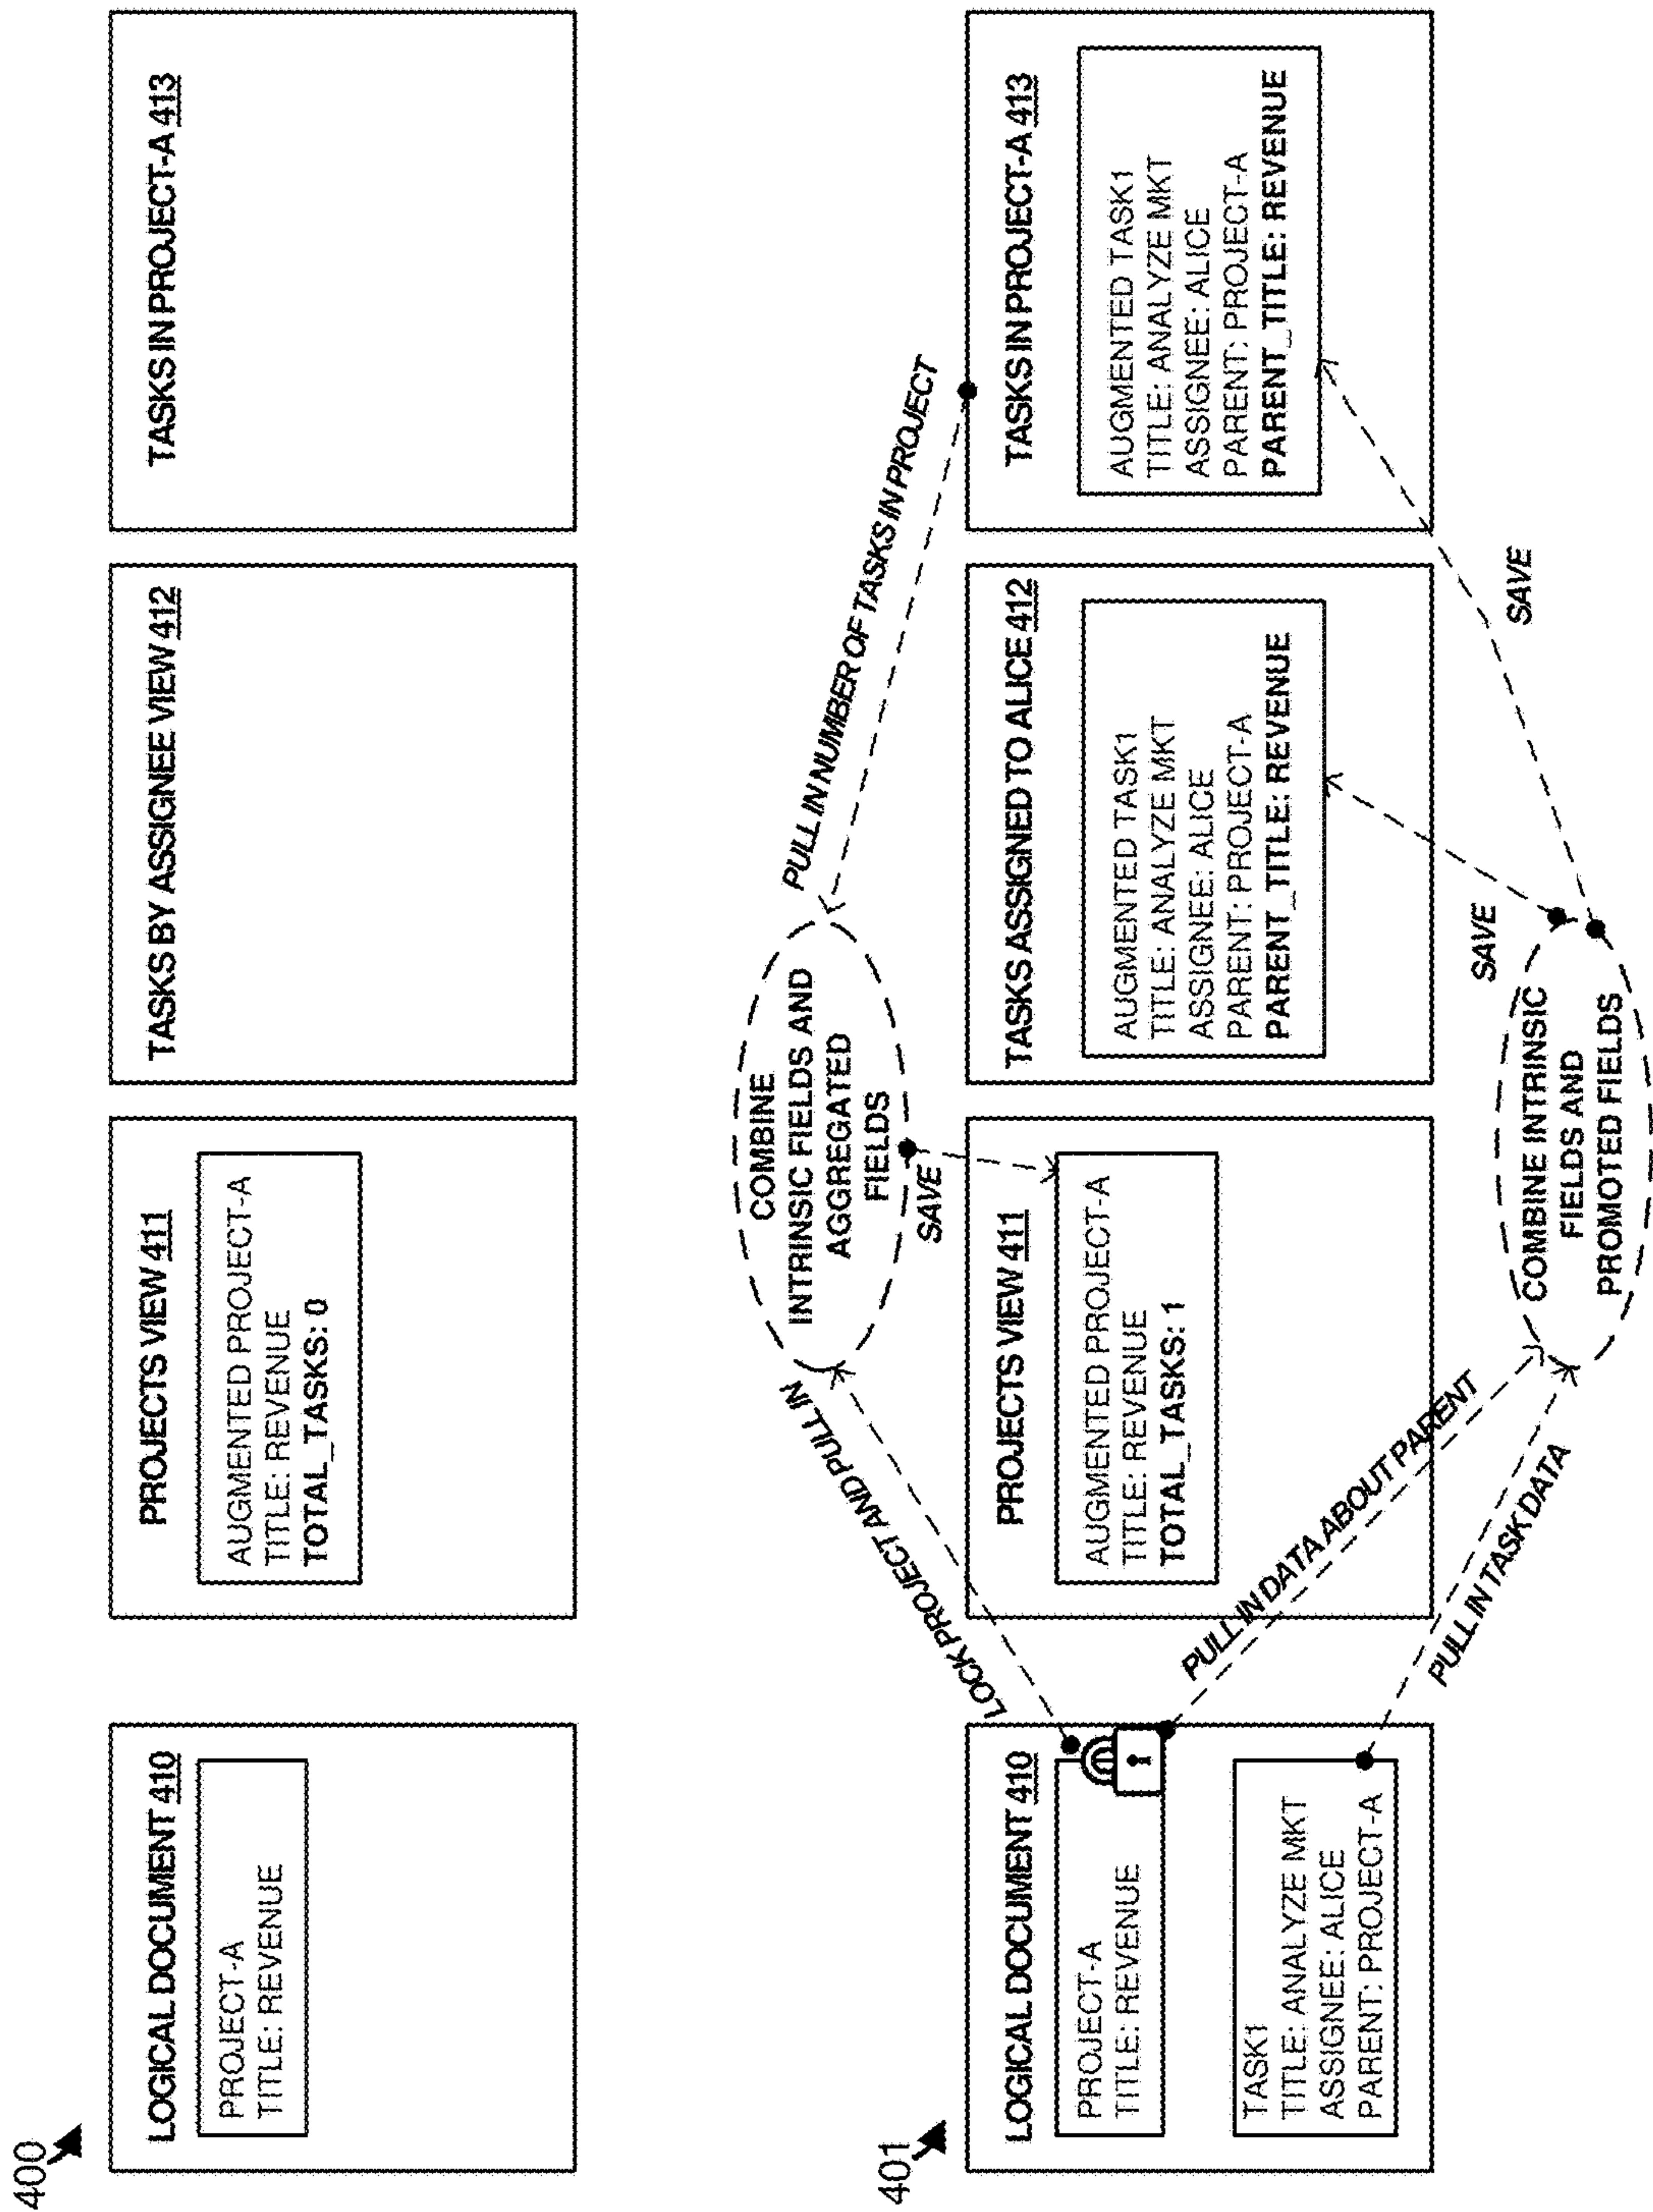 400
LOGICAL DOCUMENT 410
PROJECT-A
TITLE: REVENUE
PROJECTS VIEW 411
AUGMENTED PROJECT-A
TITLE: REVENUE
TOTAL_TASKS: 0
TASKS BY ASSIGNEE VIEW 412
TASKS IN PROJECT-A 413
401
LOGICAL DOCUMENT 410
PROJECT-A
TITLE: REVENUE
TASK1
TITLE: ANALYZE MKT
ASSIGNEE: ALICE
PARENT: PROJECT-A
LOCK PROJECT AND PULL IN
PULL IN DATA ABOUT PARENT
PULL IN TASK DATA
COMBINE
INTRINSIC FIELDS AND
AGGREGATED
FIELDS
SAVE
PULL IN NUMBER OF TASKS IN PROJECT
PROJECTS VIEW 411
AUGMENTED PROJECT-A
TITLE: REVENUE
TOTAL_TASKS: 1
TASKS ASSIGNED TO ALICE 412
AUGMENTED TASK1
TITLE: ANALYZE MKT
ASSIGNEE: ALICE
PARENT: PROJECT-A
PARENT_TITLE: REVENUE
TASKS IN PROJECT-A 413
AUGMENTED TASK1
TITLE: ANALYZE MKT
ASSIGNEE: ALICE
PARENT: PROJECT-A
PARENT_TITLE: REVENUE
COMBINE INTRINSIC
FIELDS AND
PROMOTED FIELDS
SAVE
SAVE